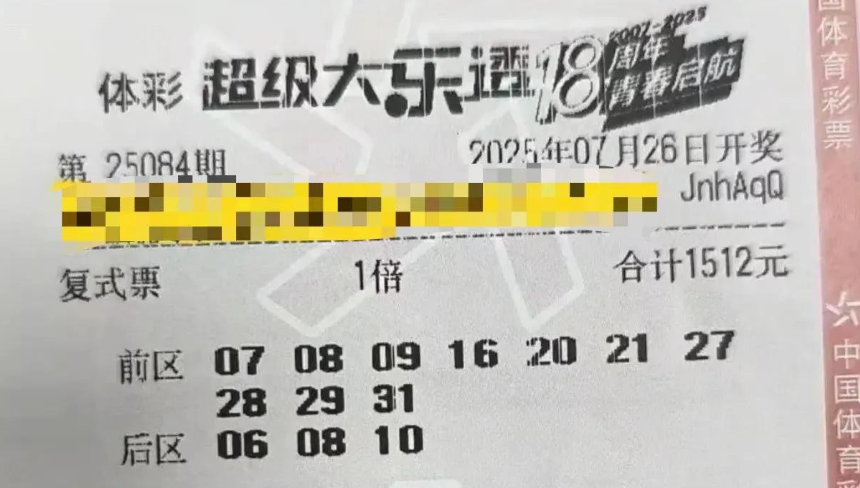 体彩 超级大乐透 18周年 2007-2025 青春启航
第 25084期 2025年07月26日开奖
JnhAqQ
复式票 1倍 合计1512元
前区 07 08 09 16 20 21 27
28 29 31
后区 06 08 10
国体育彩票
中国体育彩